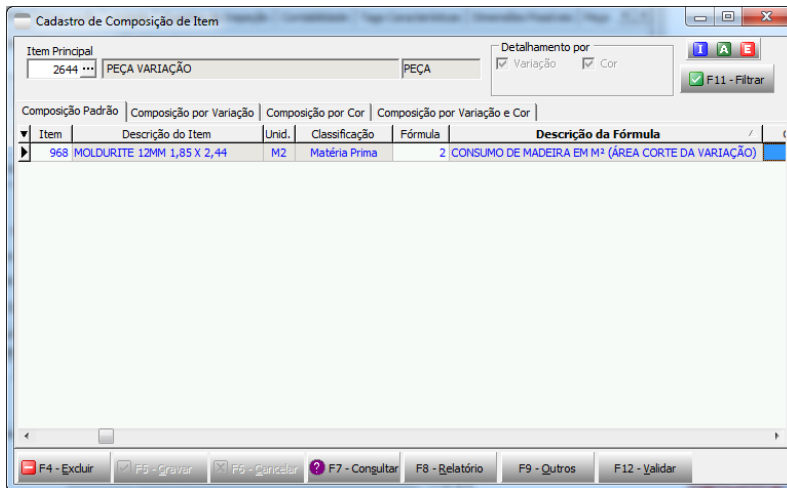 Cadastro de Composição de Item
Item Principal
2644 ... PEÇA VARIAÇÃO PEÇA
Detalhamento por
Variação Cor
I A E
F11 - Filtrar
Composição Padrão Composição por Variação Composição por Cor Composição por Variação e Cor
Item Descrição do Item Unid. Classificação Fórmula Descrição da Fórmula
968 MOLDURITE 12MM 1,85 X 2,44 M2 Matéria Prima 2 CONSUMO DE MADEIRA EM M² (ÁREA CORTE DA VARIAÇÃO)
F4 - Excluir F5 - Gravar F6 - Cancelar F7 - Consultar F8 - Relatório F9 - Outros F12 - Validar